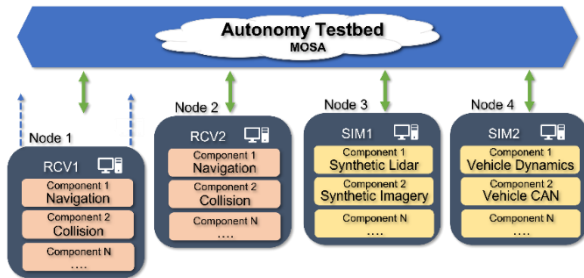 Autonomy Testbed
MOSA
Node 1
RCV1
Component 1
Navigation
Component 2
Collision
Component N
....
Node 2
RCV2
Component 1
Navigation
Component 2
Collision
Component N
....
Node 3
SIM1
Component 1
Synthetic Lidar
Component 2
Synthetic Imagery
Component N
....
Node 4
SIM2
Component 1
Vehicle Dynamics
Component 2
Vehicle CAN
Component N
....